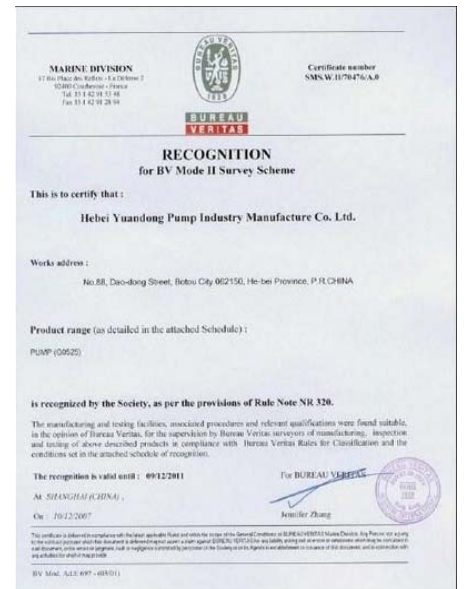 MARINE DIVISION
92400 Courbevoie - France
BUREAU VERITAS
1828
BUREAU
VERITAS
Certificate number
SMS.W.II/70476/A.0
RECOGNITION
for BV Mode II Survey Scheme
This is to certify that :
Hebei Yuandong Pump Industry Manufacture Co. Ltd.
Works address :
No.88, Dao-dong Street, Botou City 062150, He-bei Province, P.R.CHINA
Product range (as detailed in the attached Schedule) :
PUMP (G0525)
is recognized by the Society, as per the provisions of Rule Note NR 320.
The manufacturing and testing facilities, associated procedures and relevant qualifications were found suitable,
in the opinion of Bureau Veritas, for the supervision by Bureau Veritas surveyors of manufacturing, inspection
and testing of above described products in compliance with Bureau Veritas Rules for Classification and the
conditions set in the attached schedule of recognition.
The recognition is valid until : 09/12/2011
For BUREAU VERITAS
At SHANGHAI (CHINA) ,
On : 10/12/2007
Jennifer Zhang